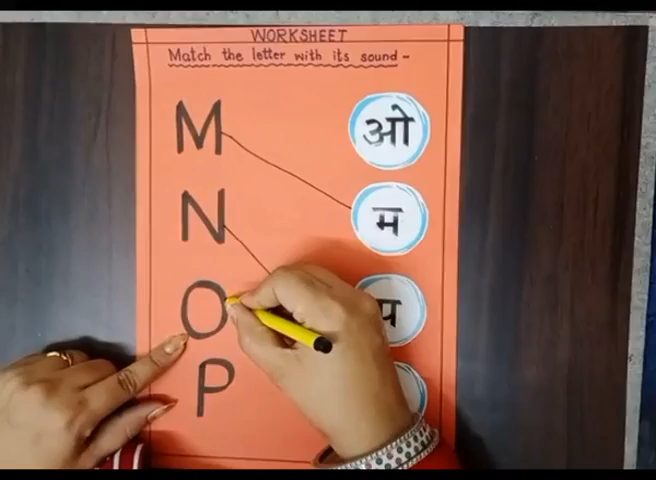 WORKSHEET
Match the letter with its sound -
M ओ
N म
O प
P